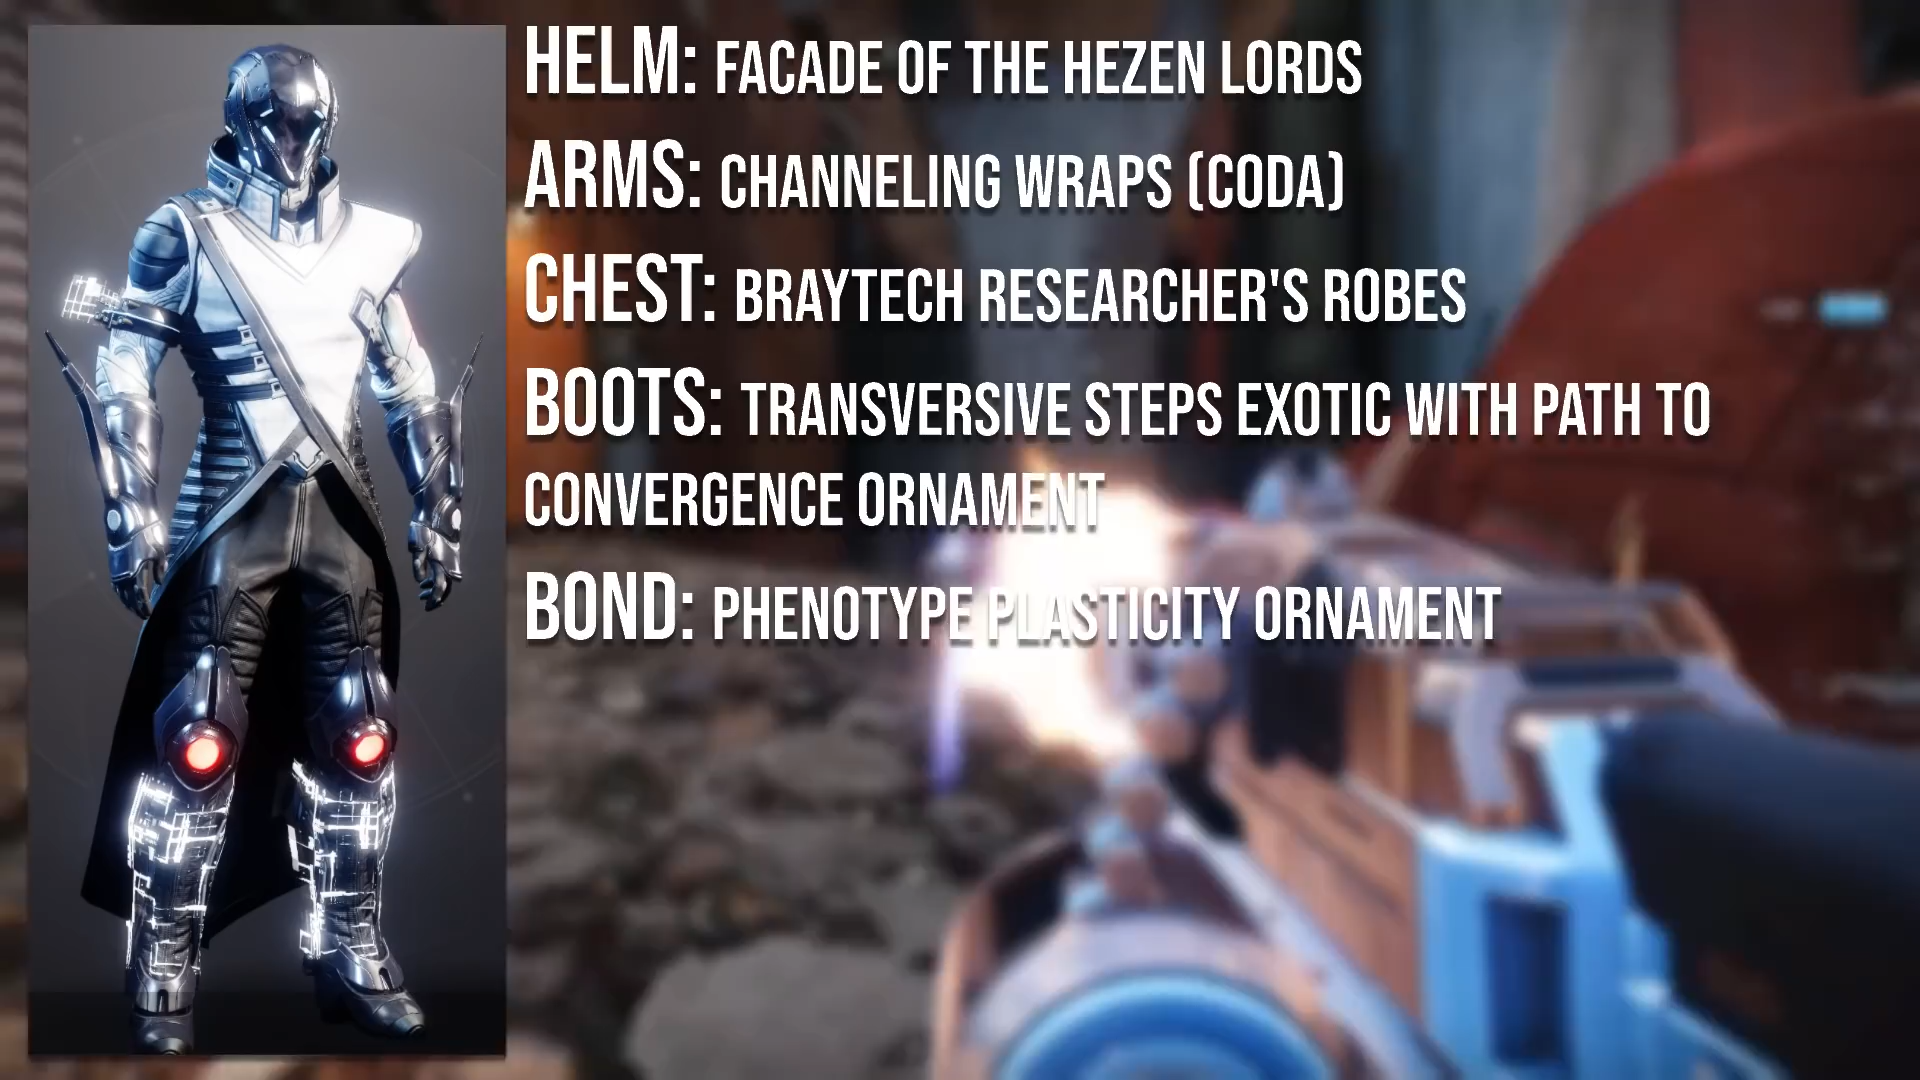 HELM: FACADE OF THE HEZEN LORDS
ARMS: CHANNELING WRAPS (CODA)
CHEST: BRAYTECH RESEARCHER'S ROBES
BOOTS: TRANSVERSIVE STEPS EXOTIC WITH PATH TO
CONVERGENCE ORNAMENT
BOND: PHENOTYPE PLASTICITY ORNAMENT